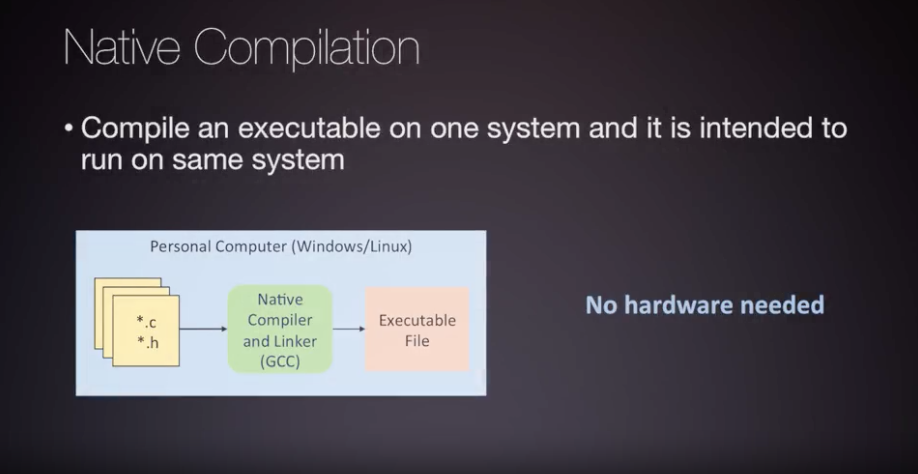 Native Compilation
• Compile an executable on one system and it is intended to
run on same system
Personal Computer (Windows/Linux)
*.c
*.h
Native
Compiler
and Linker
(GCC)
Executable
File
No hardware needed